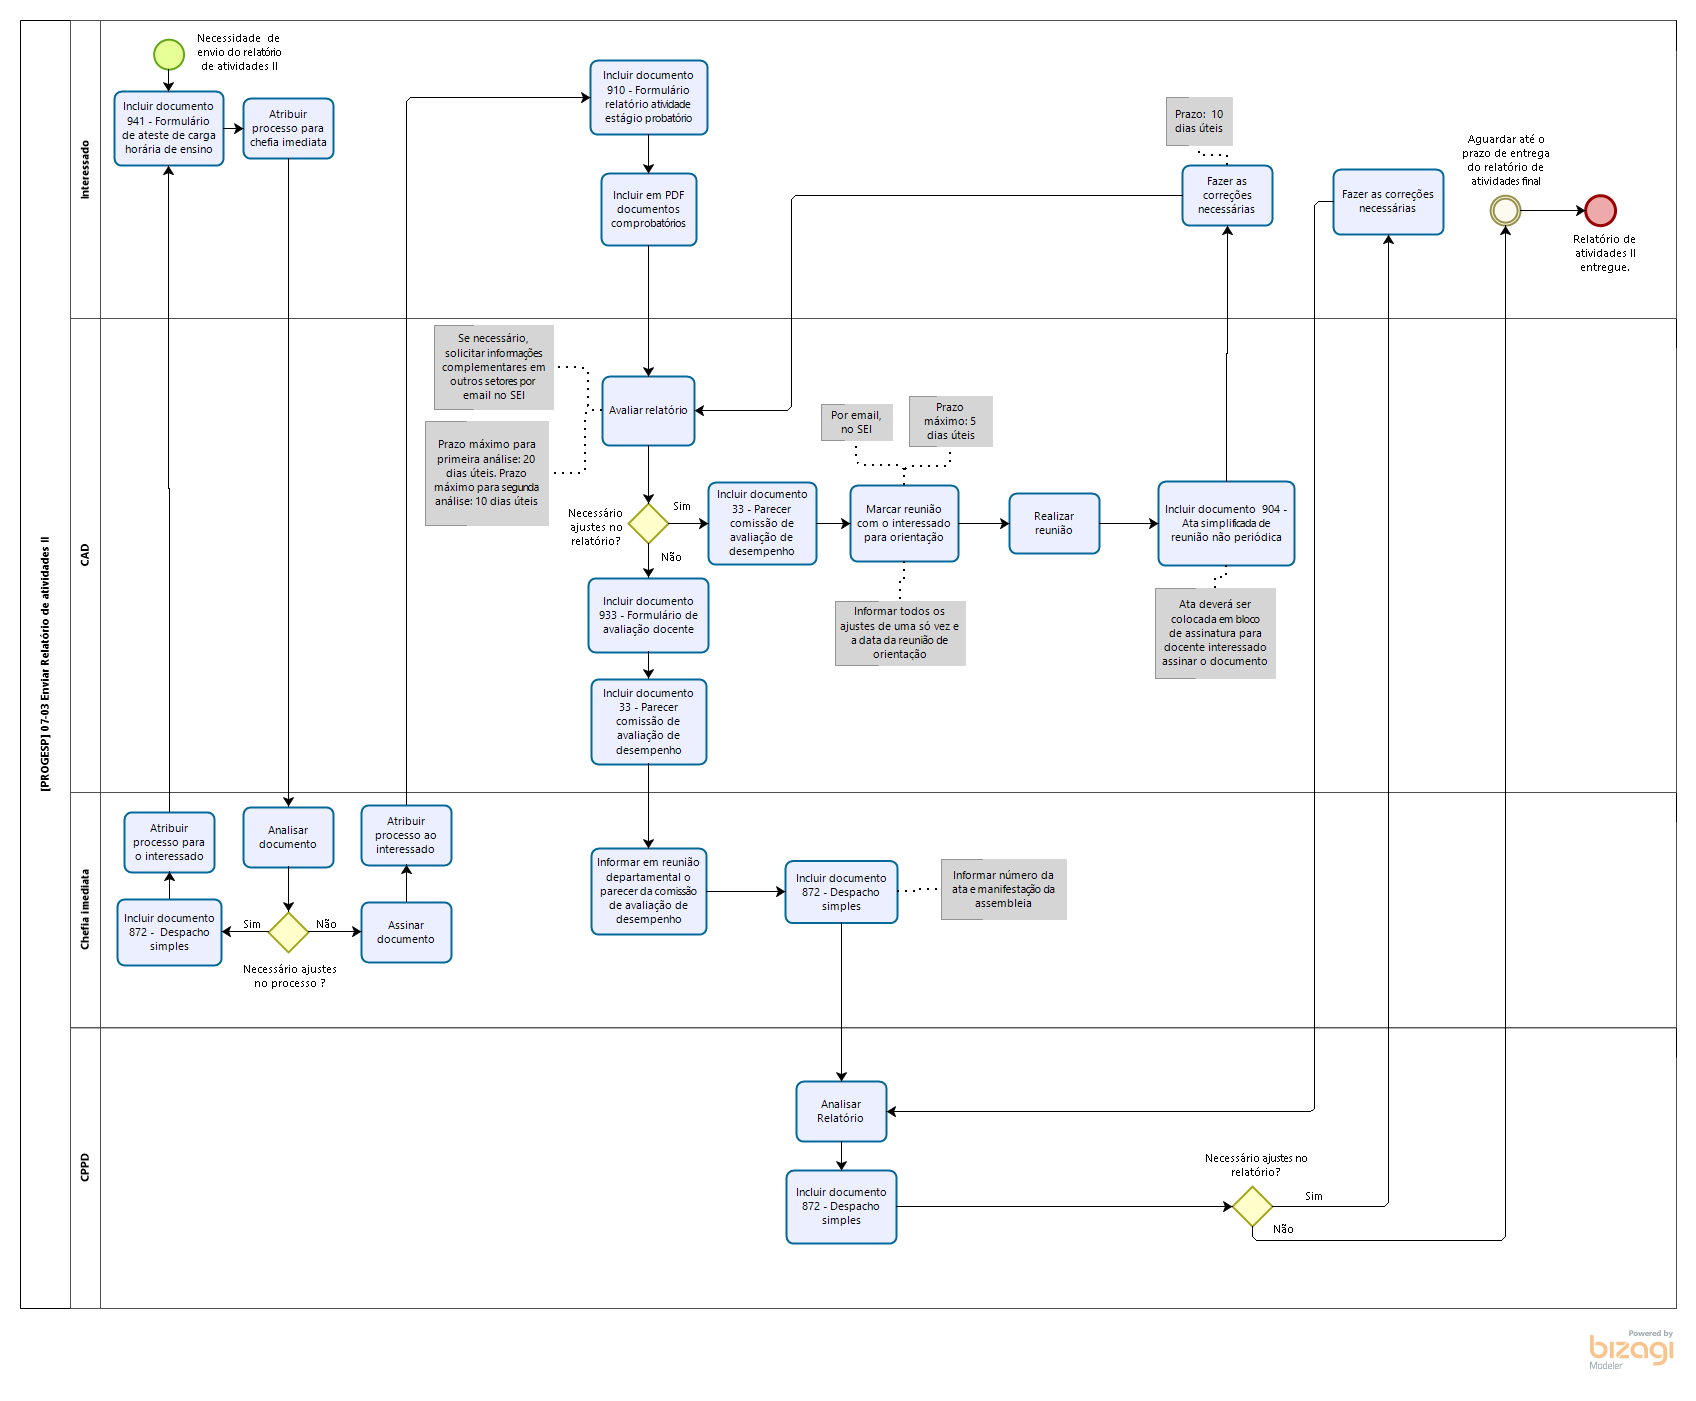 [PROGESP] 07-03 Enviar Relatório de atividades II
Interessado
Necessidade de
envio do relatório
de atividades II
Incluir documento
941 - Formulário
de ateste de carga
horária de ensino
Atribuir
processo para
chefia imediata
Incluir documento
910 - Formulário
relatório atividade
estágio probatório
Incluir em PDF
documentos
comprobatórios
Prazo: 10
dias úteis
Fazer as
correções
necessárias
Fazer as correções
necessárias
Aguardar até o
prazo de entrega
do relatório de
atividades final
Relatório de
atividades II
entregue.
CAD
Se necessário,
solicitar informações
complementares em
outros setores por
email no SEI
Prazo máximo para
primeira análise: 20
dias úteis. Prazo
máximo para segunda
análise: 10 dias úteis
Avaliar relatório
Necessário
ajustes no
relatório?
Sim
Não
Incluir documento
33 - Parecer
comissão de
avaliação de
desempenho
Por email,
no SEI
Prazo
máximo: 5
dias úteis
Marcar reunião
com o interessado
para orientação
Informar todos os
ajustes de uma só vez e
a data da reunião de
orientação
Realizar
reunião
Incluir documento 904 -
Ata simplificada de
reunião não periódica
Ata deverá ser
colocada em bloco
de assinatura para
docente interessado
assinar o documento
Incluir documento
933 - Formulário de
avaliação docente
Incluir documento
33 - Parecer
comissão de
avaliação de
desempenho
Chefia imediata
Atribuir
processo para
o interessado
Analisar
documento
Atribuir
processo ao
interessado
Incluir documento
872 - Despacho
simples
Sim
Não
Necessário ajustes
no processo ?
Assinar
documento
Informar em reunião
departamental o
parecer da comissão
de avaliação de
desempenho
Incluir documento
872 - Despacho
simples
Informar número da
ata e manifestação da
assembleia
CPPD
Analisar
Relatório
Incluir documento
872 - Despacho
simples
Necessário ajustes no
relatório?
Sim
Não
Powered by
bizagi
Modeler